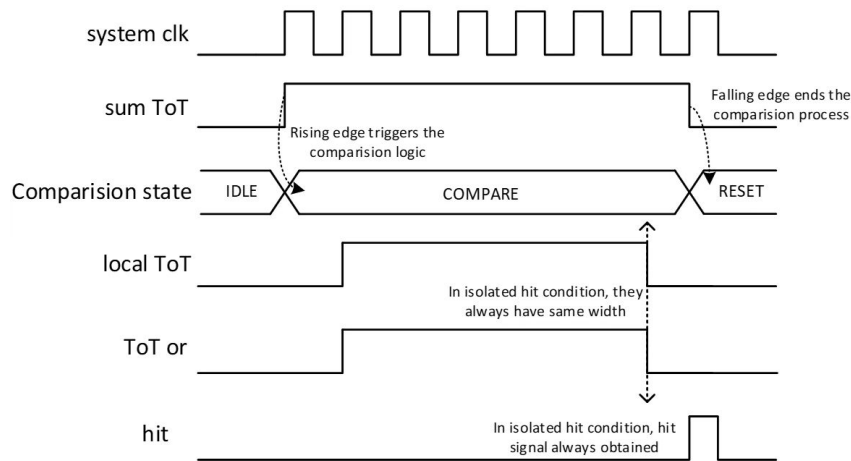 system clk
sum ToT
Falling edge ends the
comparision process
Rising edge triggers the
comparision logic
Comparision state
IDLE
COMPARE
RESET
local ToT
In isolated hit condition, they
always have same width
ToT or
In isolated hit condition, hit
signal always obtained
hit